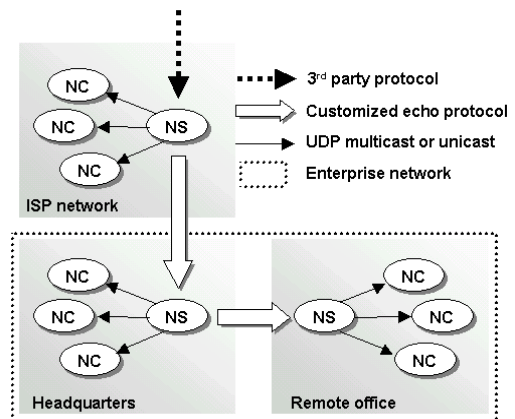 NC
NC
NC
NS
ISP network
3rd party protocol
Customized echo protocol
UDP multicast or unicast
Enterprise network
NC
NC
NC
NS
Headquarters
NS
NC
NC
NC
Remote office